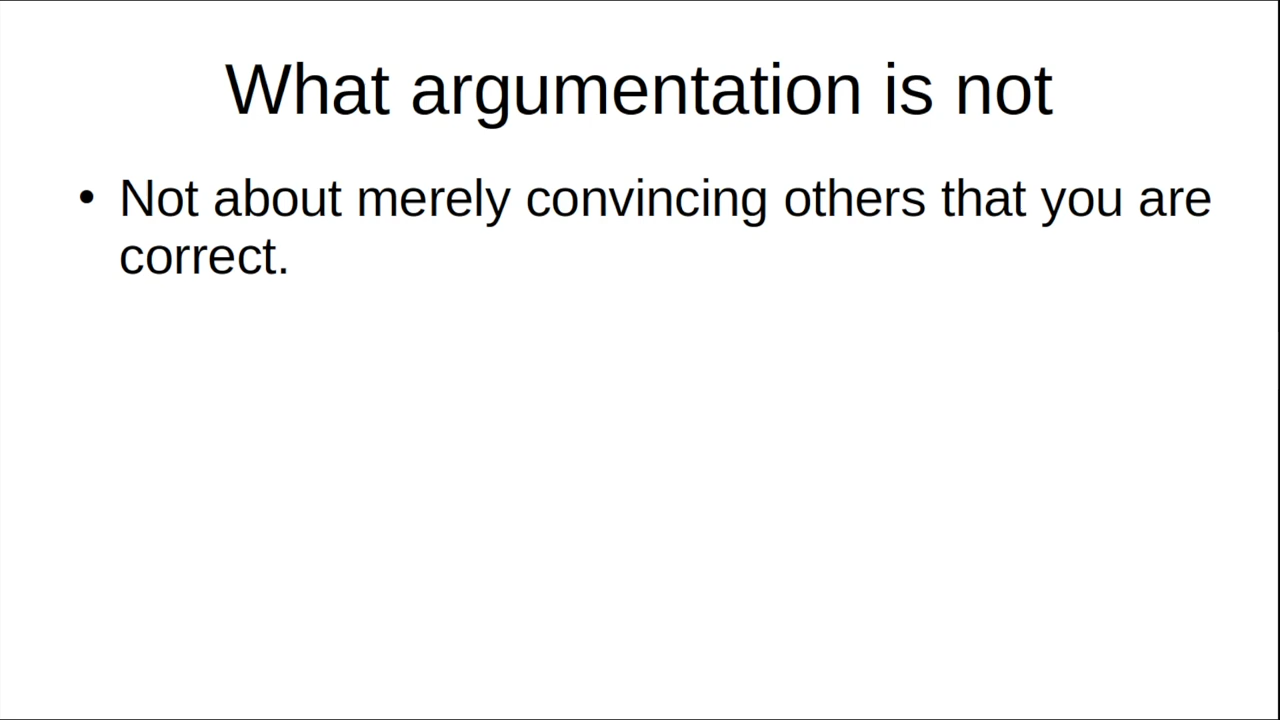 What argumentation is not
• Not about merely convincing others that you are
correct.